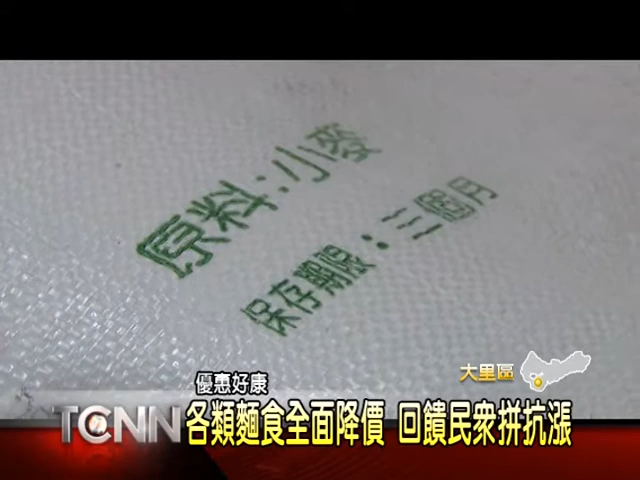 原料:小麥
保存期限:三個月
大里區
優惠好康
TCNN
各類麵食全面降價 回饋民眾拼抗漲